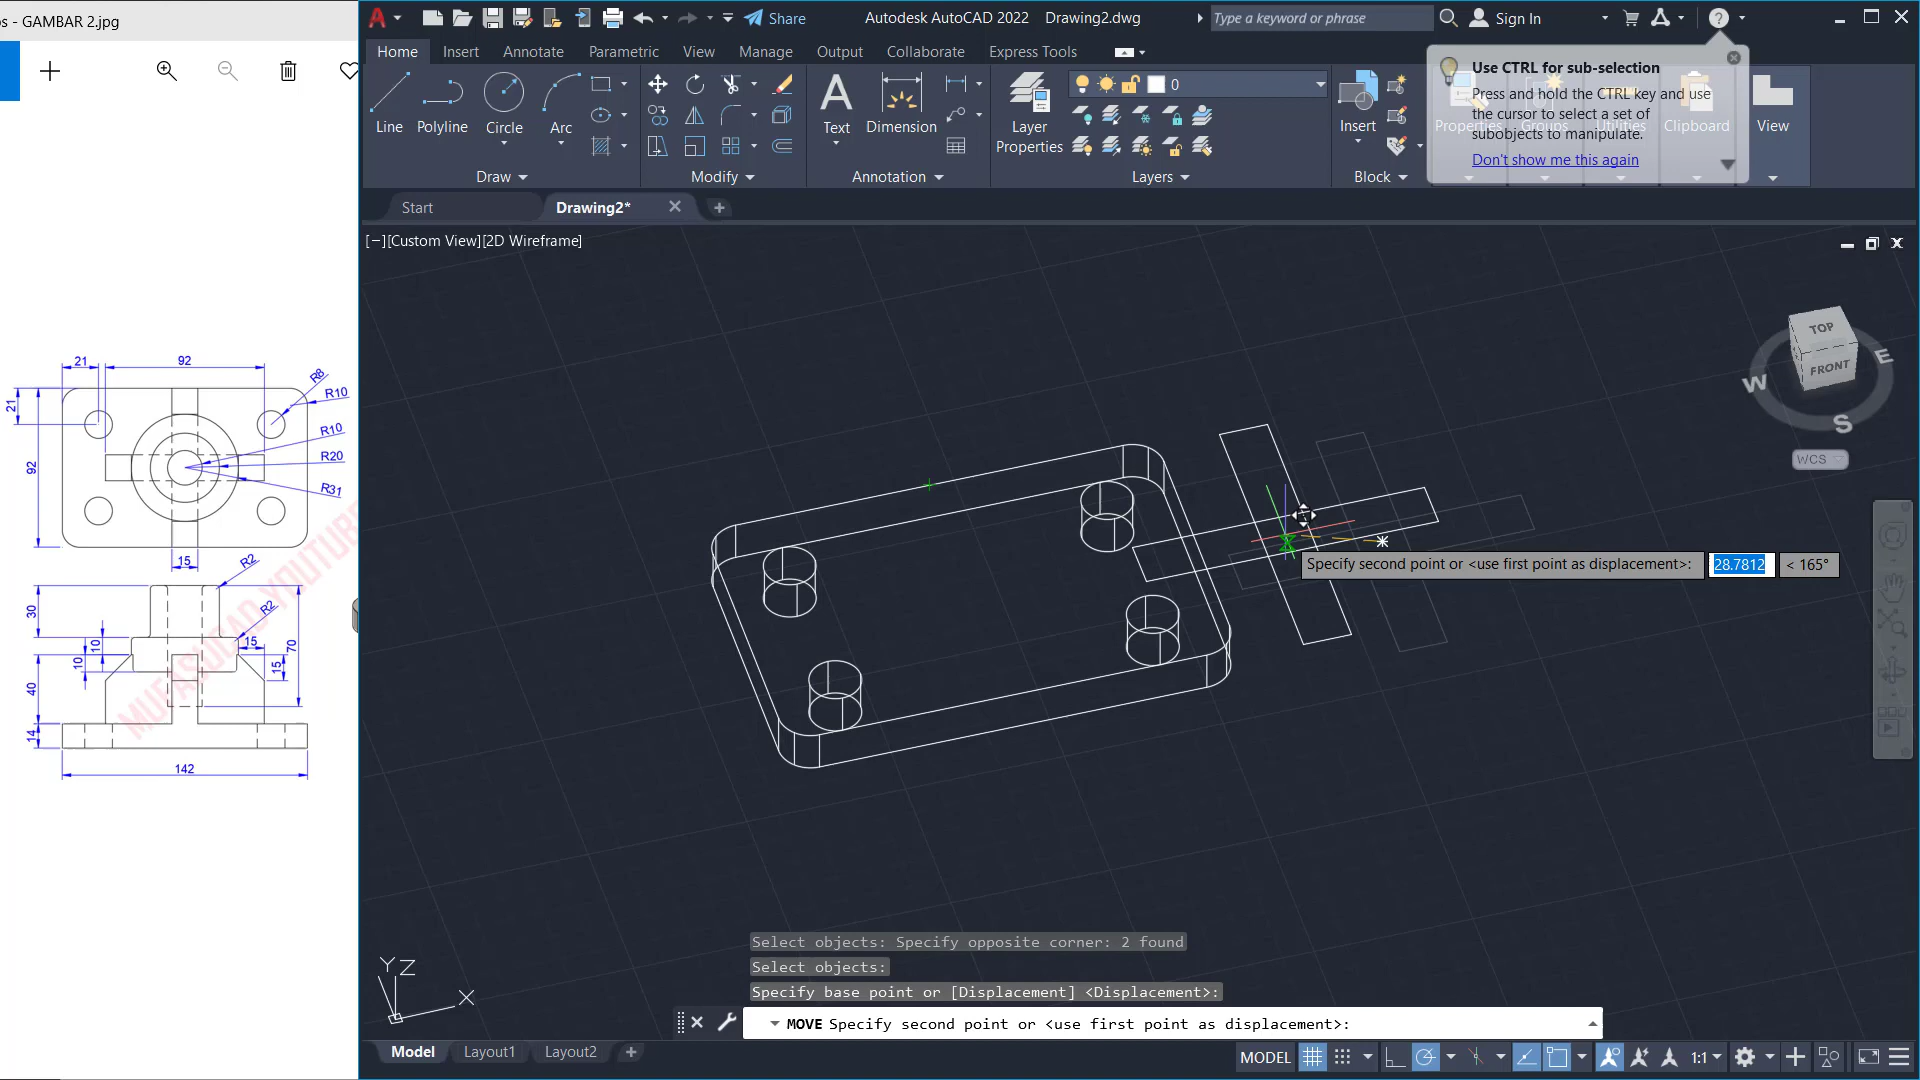 s - GAMBAR 2.jpg
Share
Autodesk AutoCAD 2022 Drawing2.dwg
Type a keyword or phrase
Sign In
Home
Insert
Annotate
Parametric
View
Manage
Output
Collaborate
Express Tools
Use CTRL for sub-selection
Press and hold the CTRL key and use
the cursor to select a set of
subobjects to manipulate.
Don't show me this again
Line
Polyline
Circle
Arc
Text
Dimension
Layer
Properties
0
Insert
Properties
Groups
Utilities
Clipboard
View
Draw
Modify
Annotation
Layers
Block
Start
Drawing2*
[−][Custom View][2D Wireframe]
TOP
FRONT
W
E
S
WCS
21
92
R8
R10
21
92
R10
R20
R31
15
R2
R2
30
10
10
15
70
15
40
14
142
MUFASUCAD YOUTUBE
Specify second point or <use first point as displacement>:
28.7812
< 165°
Y
Z
X
Select objects: Specify opposite corner: 2 found
Select objects:
Specify base point or [Displacement] <Displacement>:
MOVE Specify second point or <use first point as displacement>:
Model
Layout1
Layout2
MODEL
1:1